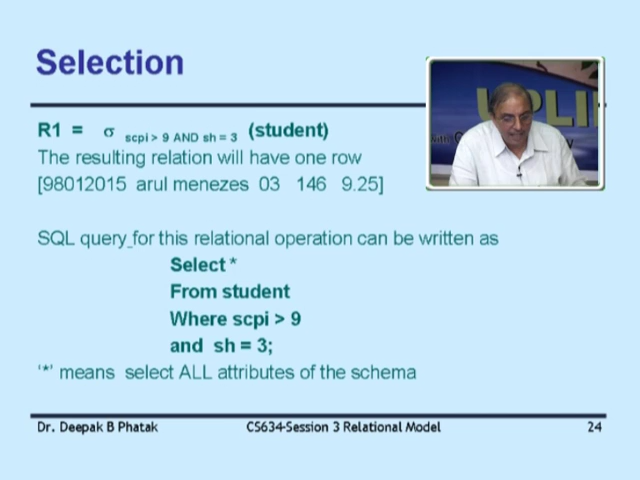 Selection
R1 = σ scpi > 9 AND sh = 3 (student)
The resulting relation will have one row
[98012015 arul menezes 03 146 9.25]
SQL query for this relational operation can be written as
Select *
From student
Where scpi > 9
and sh = 3;
'*' means select ALL attributes of the schema
Dr. Deepak B Phatak CS634-Session 3 Relational Model 24